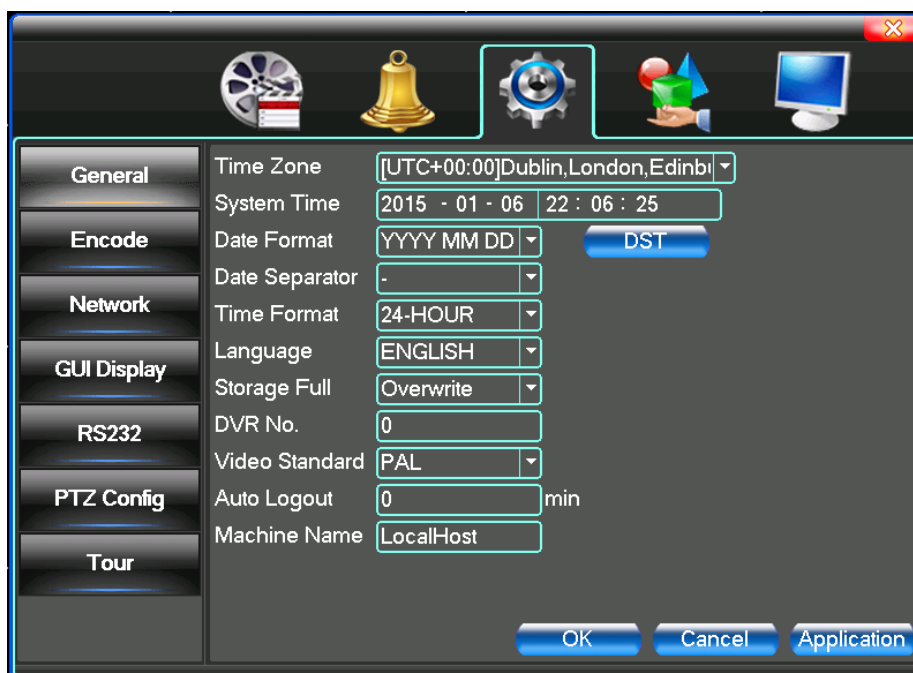 General
Encode
Network
GUI Display
RS232
PTZ Config
Tour
Time Zone [UTC+00:00]Dublin,London,Edinbu
System Time 2015 - 01 - 06 22 : 06 : 25
Date Format YYYY MM DD DST
Date Separator -
Time Format 24-HOUR
Language ENGLISH
Storage Full Overwrite
DVR No. 0
Video Standard PAL
Auto Logout 0 min
Machine Name LocalHost
OK Cancel Application